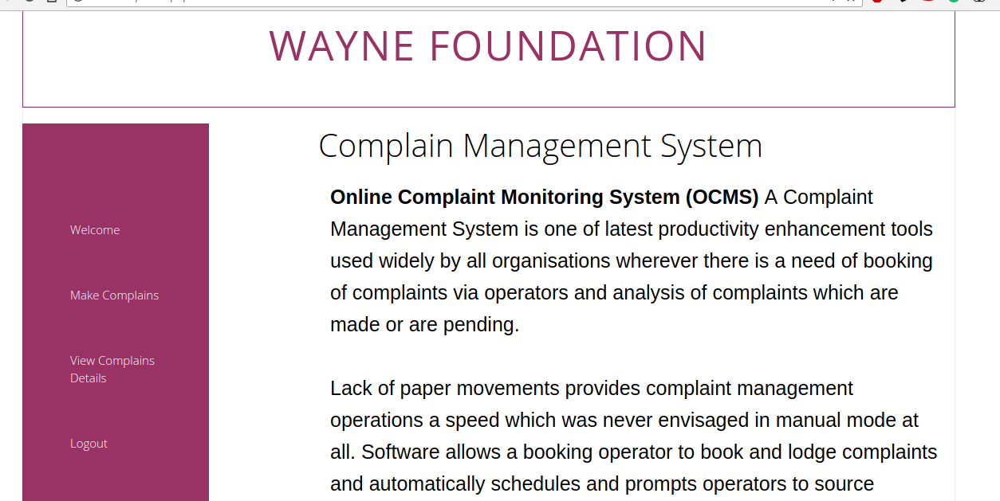 WAYNE FOUNDATION
Complain Management System
Welcome
Make Complains
View Complains
Details
Logout
Online Complaint Monitoring System (OCMS) A Complaint
Management System is one of latest productivity enhancement tools
used widely by all organisations wherever there is a need of booking
of complaints via operators and analysis of complaints which are
made or are pending.
Lack of paper movements provides complaint management
operations a speed which was never envisaged in manual mode at
all. Software allows a booking operator to book and lodge complaints
and automatically schedules and prompts operators to source